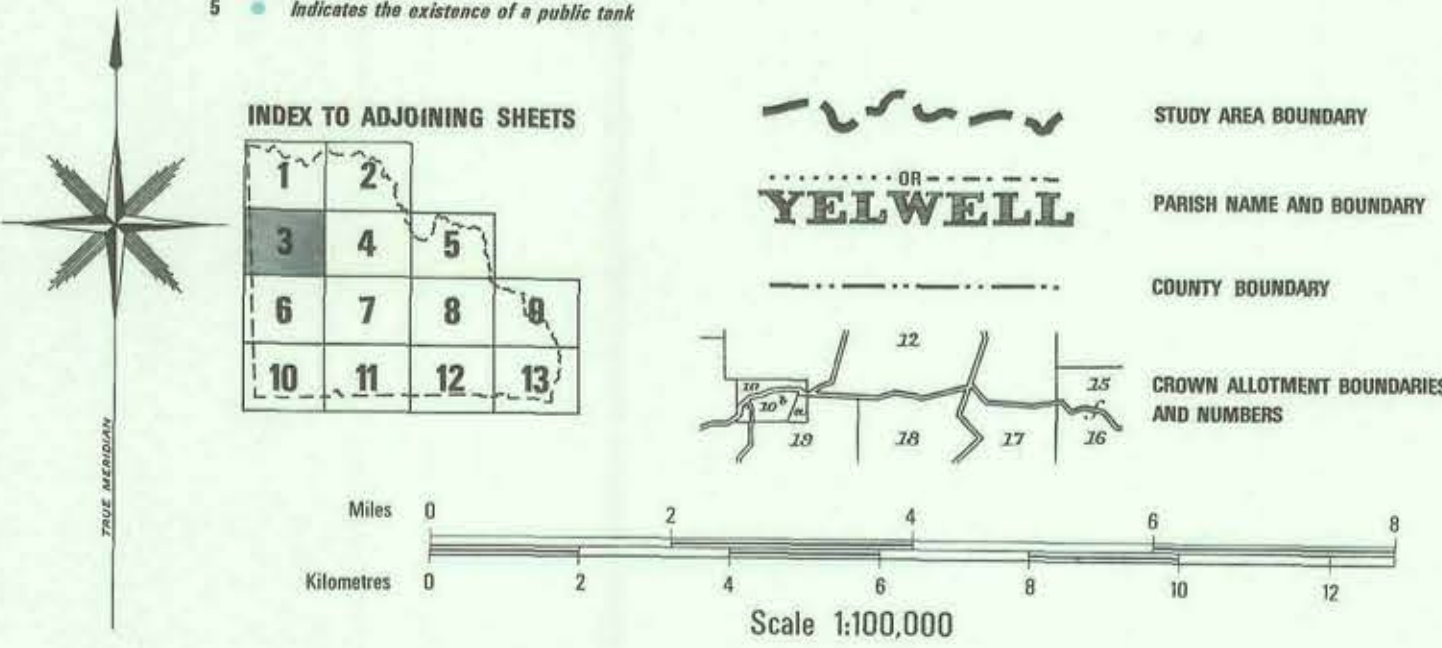 5 Indicates the existence of a public tank
INDEX TO ADJOINING SHEETS
1 2
3 4 5
6 7 8 9
10 11 12 13
TRUE MERIDIAN
STUDY AREA BOUNDARY
OR
YELWELL
PARISH NAME AND BOUNDARY
COUNTY BOUNDARY
12
10 15
10b a
19 18 17 16
CROWN ALLOTMENT BOUNDARIES
AND NUMBERS
Miles 0 2 4 6 8
Kilometres 0 2 4 6 8 10 12
Scale 1:100,000